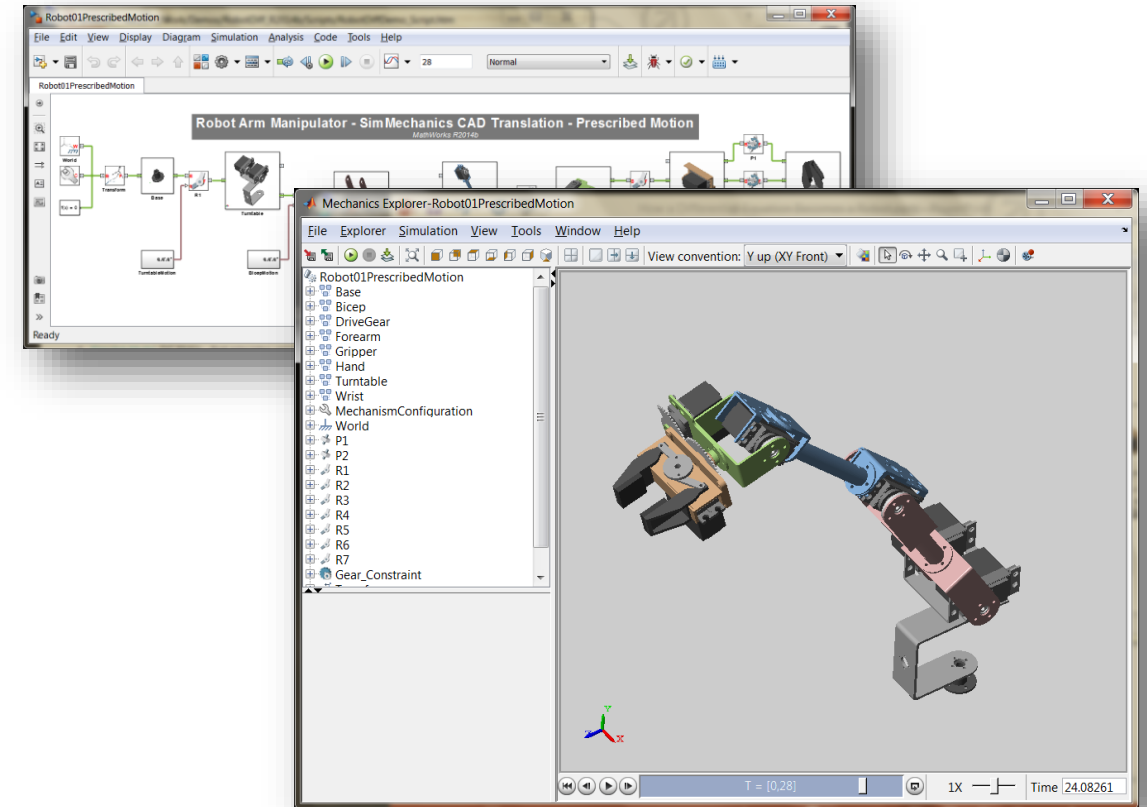 Robot01PrescribedMotion
File Edit View Display Diagram Simulation Analysis Code Tools Help
28 Normal
Robot01PrescribedMotion
Robot Arm Manipulator - SimMechanics CAD Translation - Prescribed Motion
MathWorks R2014b
World
Transform
Base
R1
Turntable
P1
TurntableMotion
BicepMotion
Ready
Mechanics Explorer-Robot01PrescribedMotion
File Explorer Simulation View Tools Window Help
View convention: Y up (XY Front)
Robot01PrescribedMotion
Base
Bicep
DriveGear
Forearm
Gripper
Hand
Turntable
Wrist
MechanismConfiguration
World
P1
P2
R1
R2
R3
R4
R5
R6
R7
Gear_Constraint
Y
X
T = [0,28]
1X
Time 24.08261